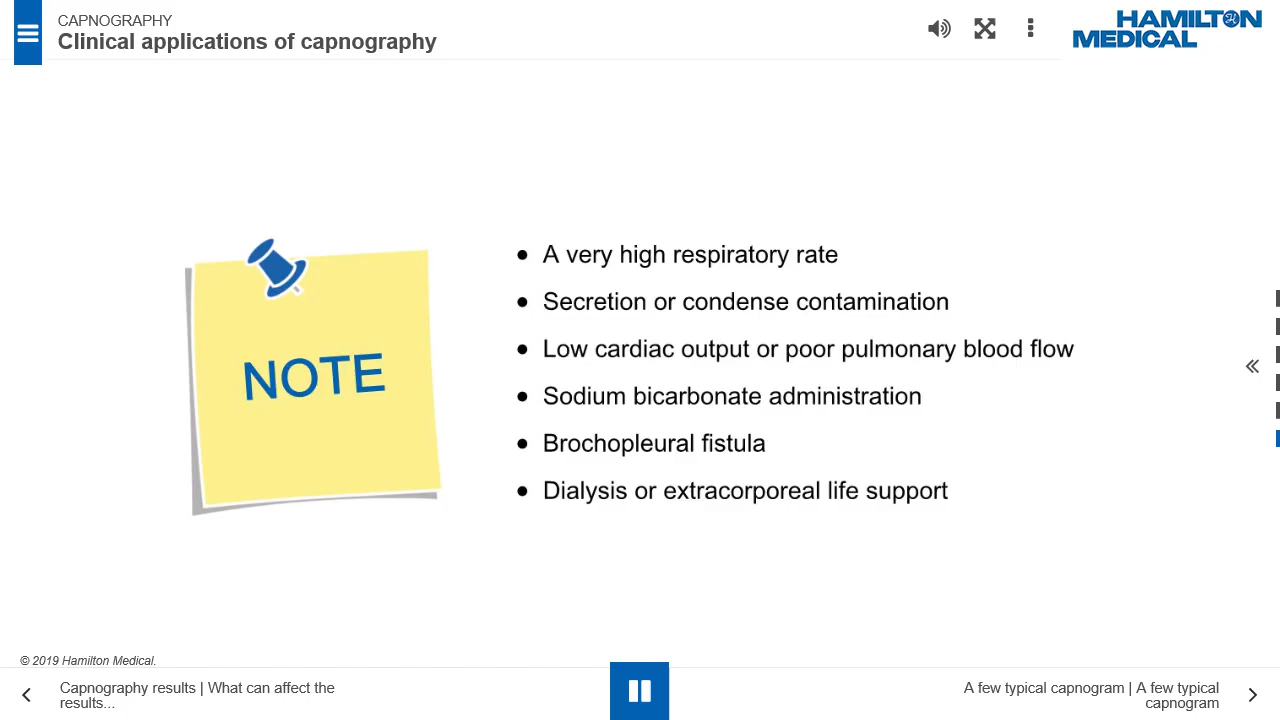 CAPNOGRAPHY
Clinical applications of capnography
HAMILTON
MEDICAL
NOTE
• A very high respiratory rate
• Secretion or condense contamination
• Low cardiac output or poor pulmonary blood flow
• Sodium bicarbonate administration
• Brochopleural fistula
• Dialysis or extracorporeal life support
© 2019 Hamilton Medical.
Capnography results | What can affect the
results...
A few typical capnogram | A few typical
capnogram